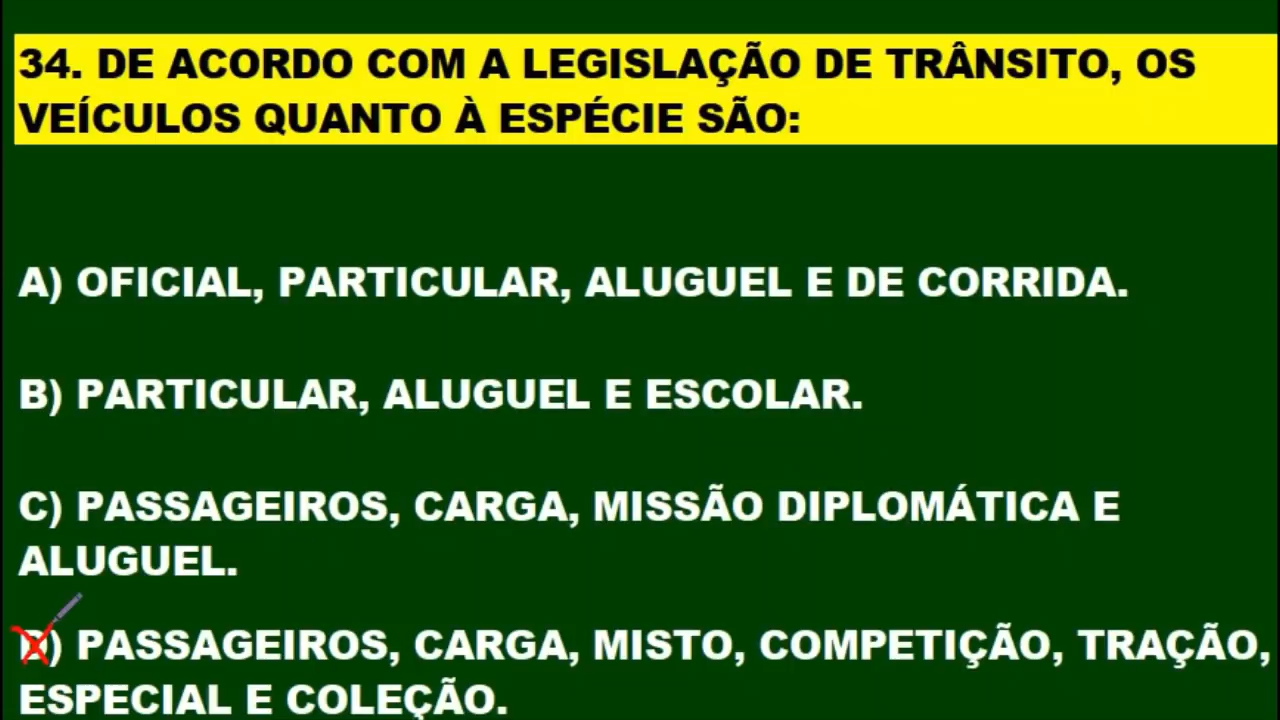 34. DE ACORDO COM A LEGISLAÇÃO DE TRÂNSITO, OS
VEÍCULOS QUANTO À ESPÉCIE SÃO:
A) OFICIAL, PARTICULAR, ALUGUEL E DE CORRIDA.
B) PARTICULAR, ALUGUEL E ESCOLAR.
C) PASSAGEIROS, CARGA, MISSÃO DIPLOMÁTICA E
ALUGUEL.
D) PASSAGEIROS, CARGA, MISTO, COMPETIÇÃO, TRAÇÃO,
ESPECIAL E COLEÇÃO.